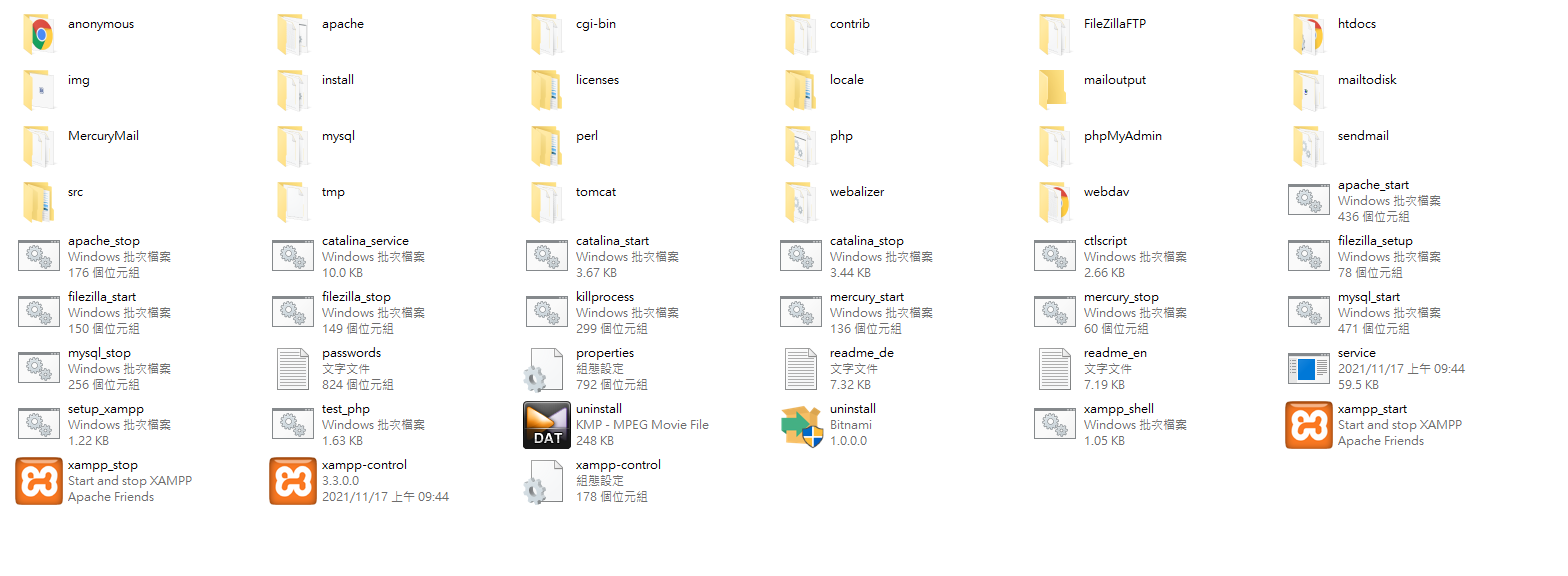 anonymous
apache
cgi-bin
contrib
FileZillaFTP
htdocs
img
install
licenses
locale
mailoutput
mailtodisk
MercuryMail
mysql
perl
php
phpMyAdmin
sendmail
src
tmp
tomcat
webalizer
webdav
apache_start
Windows 批次檔案
436 個位元組
apache_stop
Windows 批次檔案
176 個位元組
catalina_service
Windows 批次檔案
10.0 KB
catalina_start
Windows 批次檔案
3.67 KB
catalina_stop
Windows 批次檔案
3.44 KB
ctlscript
Windows 批次檔案
2.66 KB
filezilla_setup
Windows 批次檔案
78 個位元組
filezilla_start
Windows 批次檔案
150 個位元組
filezilla_stop
Windows 批次檔案
149 個位元組
killprocess
Windows 批次檔案
299 個位元組
mercury_start
Windows 批次檔案
136 個位元組
mercury_stop
Windows 批次檔案
60 個位元組
mysql_start
Windows 批次檔案
471 個位元組
mysql_stop
Windows 批次檔案
256 個位元組
passwords
文字文件
824 個位元組
properties
組態設定
792 個位元組
readme_de
文字文件
7.32 KB
readme_en
文字文件
7.19 KB
service
2021/11/17 上午 09:44
59.5 KB
setup_xampp
Windows 批次檔案
1.22 KB
test_php
Windows 批次檔案
1.63 KB
DAT
uninstall
KMP - MPEG Movie File
248 KB
uninstall
Bitnami
1.0.0.0
xampp_shell
Windows 批次檔案
1.05 KB
xampp_start
Start and stop XAMPP
Apache Friends
xampp_stop
Start and stop XAMPP
Apache Friends
xampp-control
3.3.0.0
2021/11/17 上午 09:44
xampp-control
組態設定
178 個位元組